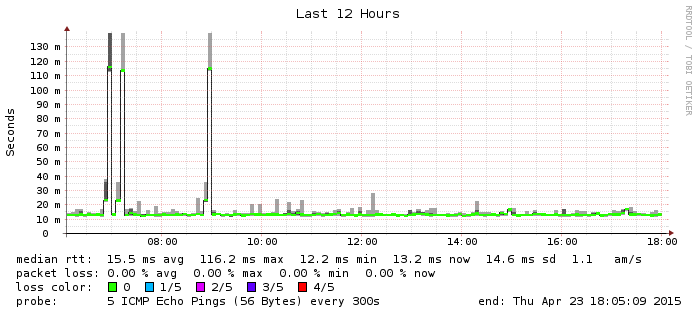 Last 12 Hours
RRDTOOL / TOBI OETIKER
Seconds
130 m
120 m
110 m
100 m
90 m
80 m
70 m
60 m
50 m
40 m
30 m
20 m
10 m
0
08:00 10:00 12:00 14:00 16:00 18:00
median rtt: 15.5 ms avg 116.2 ms max 12.2 ms min 13.2 ms now 14.6 ms sd 1.1 am/s
packet loss: 0.00 % avg 0.00 % max 0.00 % min 0.00 % now
loss color: 0 1/5 2/5 3/5 4/5
probe: 5 ICMP Echo Pings (56 Bytes) every 300s end: Thu Apr 23 18:05:09 2015